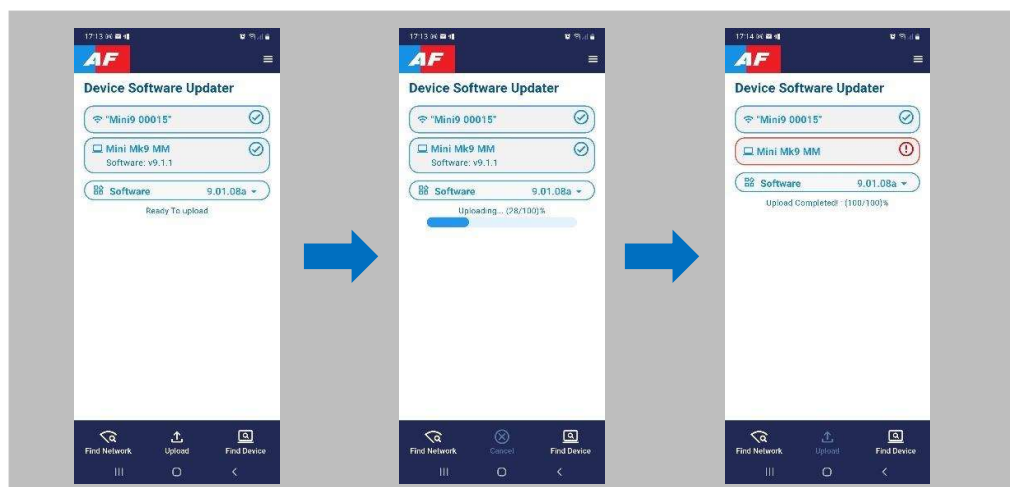 17:13
AF
Device Software Updater
"Mini9 00015"
Mini Mk9 MM
Software: v9.1.1
Software 9.01.08a
Ready To upload
Find Network Upload Find Device
17:13
AF
Device Software Updater
"Mini9 00015"
Mini Mk9 MM
Software: v9.1.1
Software 9.01.08a
Uploading... (28/100)%
Find Network Cancel Find Device
17:14
AF
Device Software Updater
"Mini9 00015"
Mini Mk9 MM
Software 9.01.08a
Upload Completed! : (100/100)%
Find Network Upload Find Device